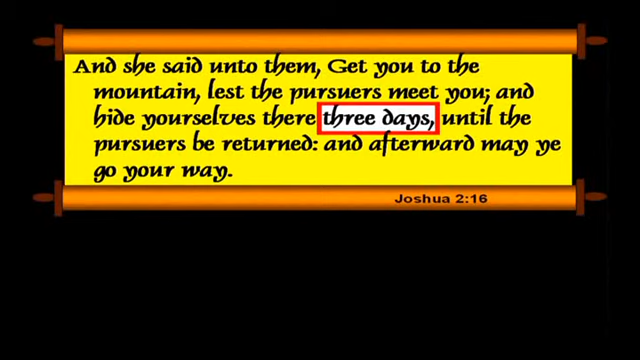 And she said unto them, Get you to the
mountain, lest the pursuers meet you; and
hide yourselves there three days, until the
pursuers be returned: and afterward may ye
go your way.
Joshua 2:16